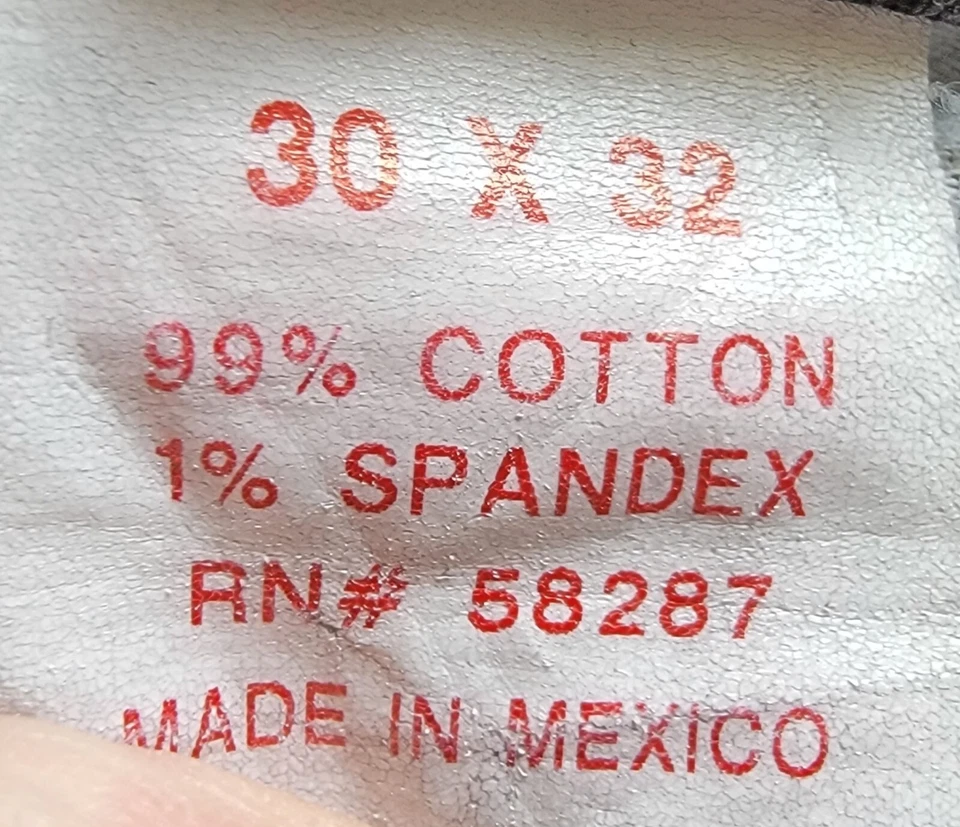 30 X 32
99% COTTON
1% SPANDEX
RN# 58287
MADE IN MEXICO